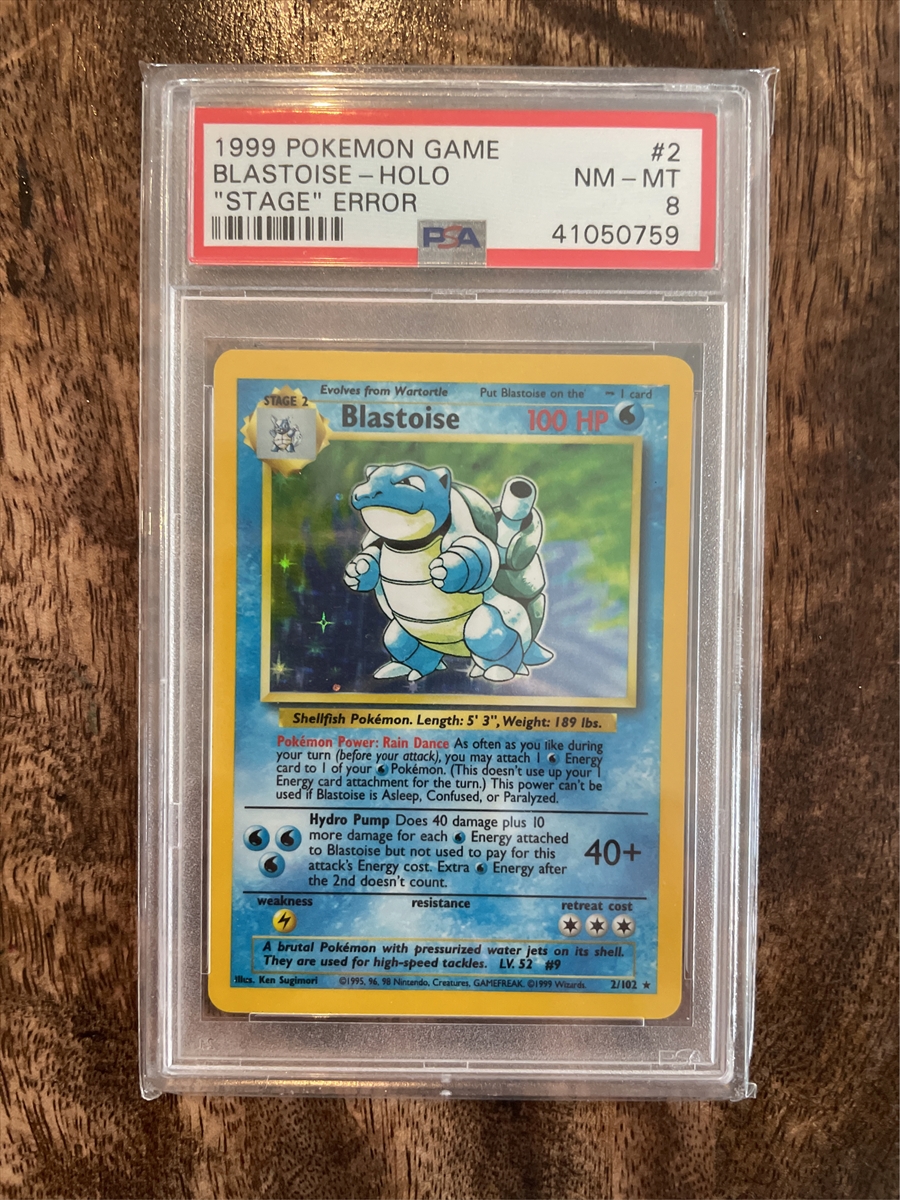 1999 POKEMON GAME #2
BLASTOISE - HOLO NM - MT
"STAGE" ERROR 8
PSA 41050759
Evolves from Wartortle Put Blastoise on the 1 card
STAGE 2
Blastoise 100 HP
Shellfish Pokémon. Length: 5' 3", Weight: 189 lbs.
Pokémon Power: Rain Dance As often as you like during
your turn (before your attack), you may attach 1 Energy
card to 1 of your Pokémon. (This doesn't use up your 1
Energy card attachment for the turn.) This power can't be
used if Blastoise is Asleep, Confused, or Paralyzed.
Hydro Pump Does 40 damage plus 10
more damage for each Energy attached
to Blastoise but not used to pay for this
attack's Energy cost. Extra Energy after
the 2nd doesn't count.
40+
weakness resistance retreat cost
A brutal Pokémon with pressurized water jets on its shell.
They are used for high-speed tackles. LV. 52 #9
Illus. Ken Sugimori ©1995, 96, 98 Nintendo, Creatures, GAMEFREAK. ©1999 Wizards. 2/102 ★